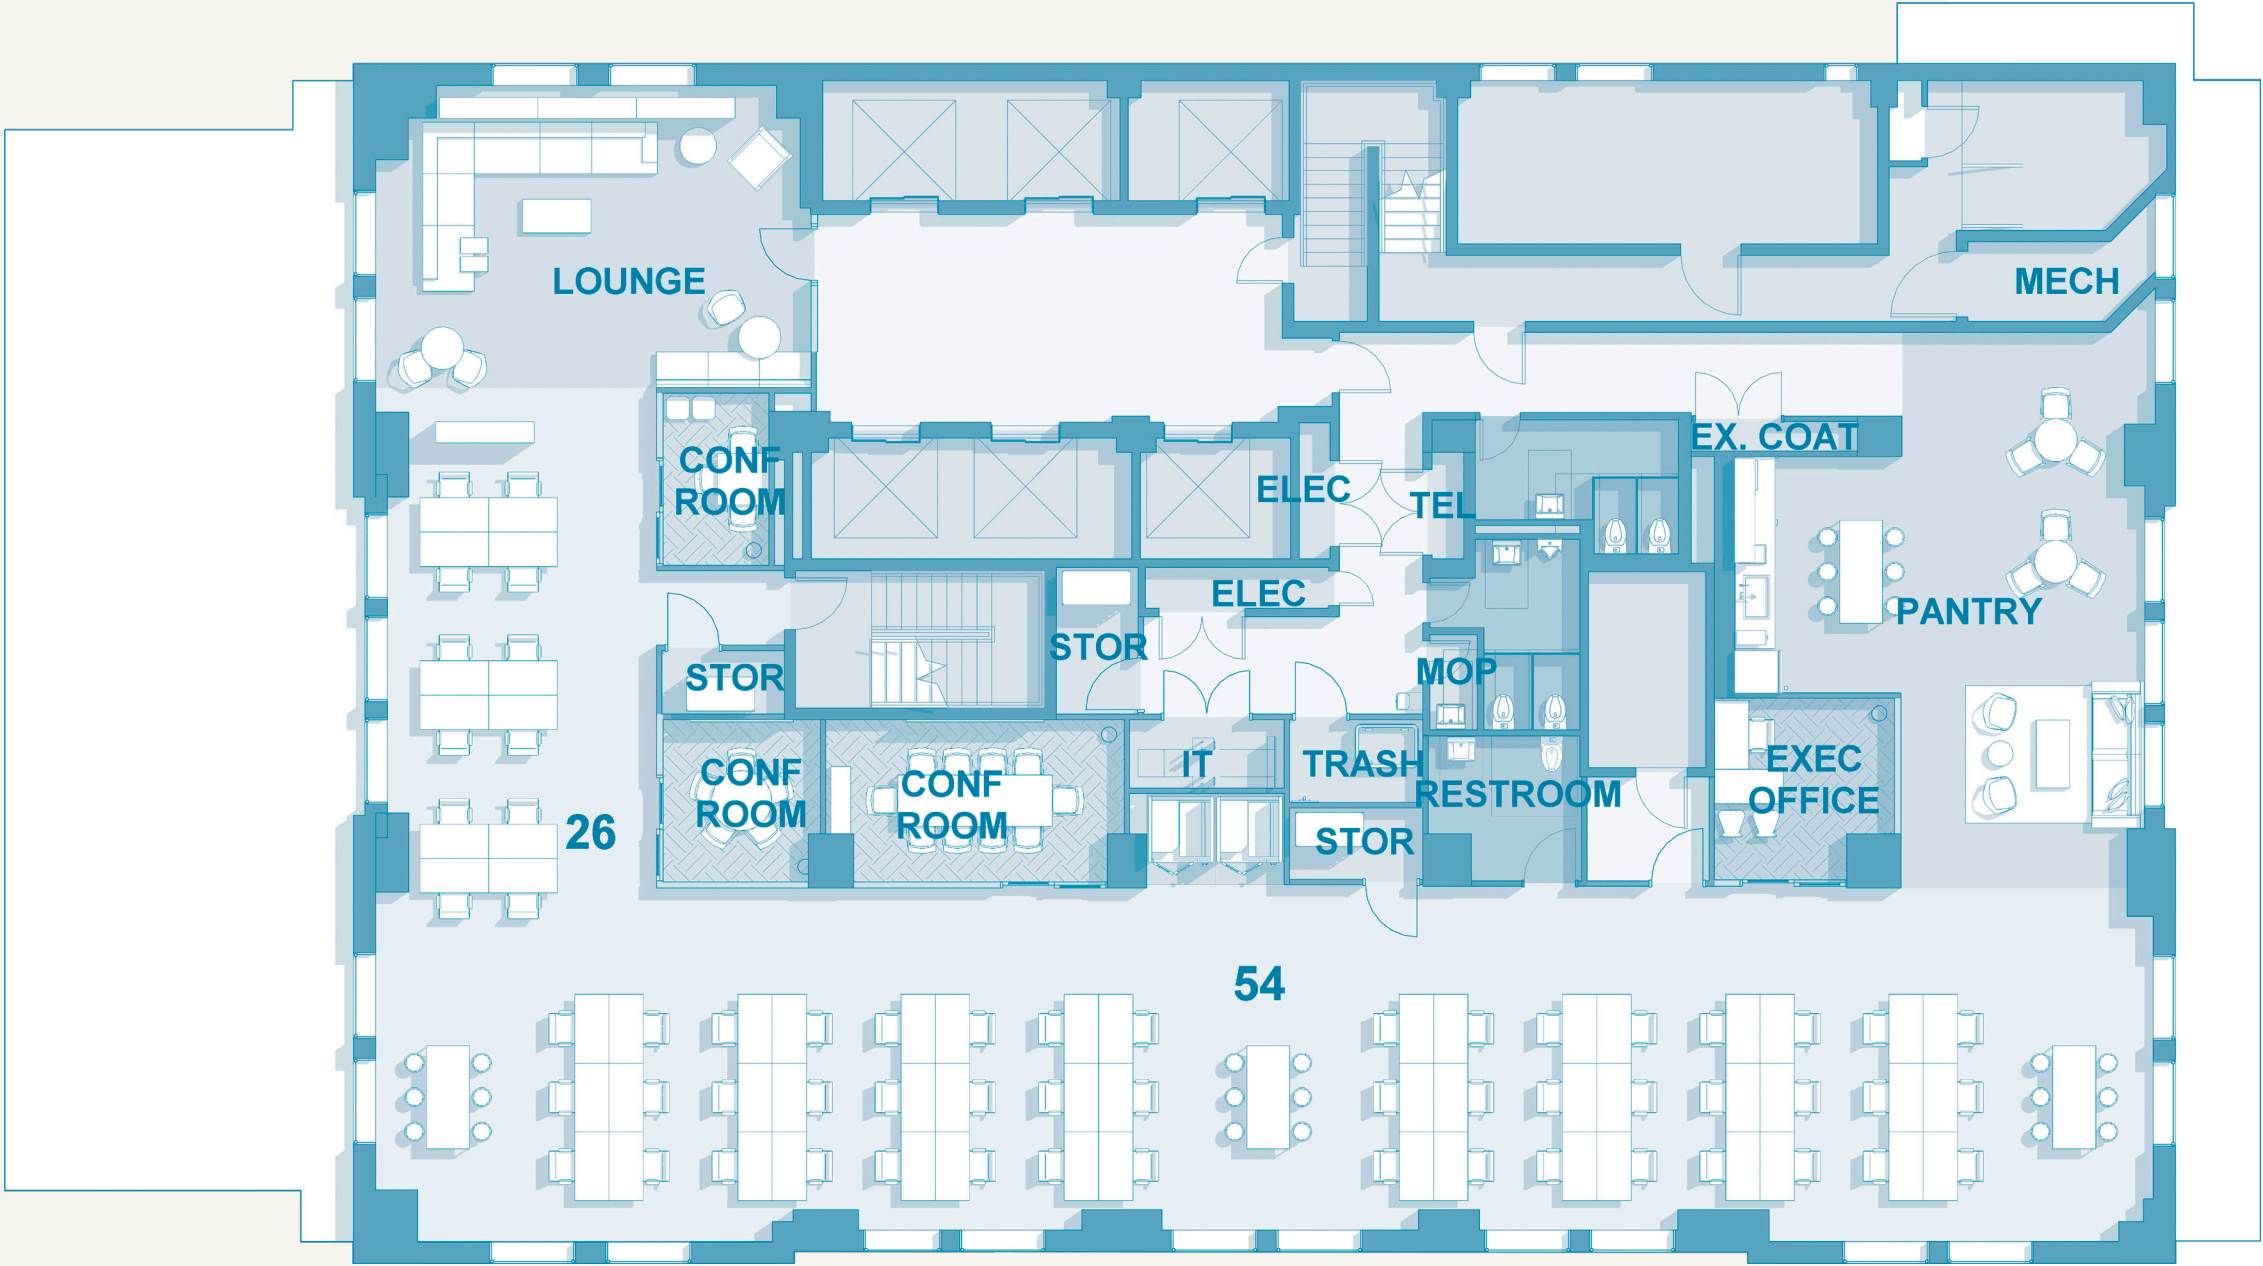 LOUNGE
MECH
CONF
ROOM
EX. COAT
ELEC
TEL
ELEC
PANTRY
STOR
STOR
MOP
CONF
ROOM
CONF
ROOM
IT
TRASH
RESTROOM
EXEC
OFFICE
26
STOR
54